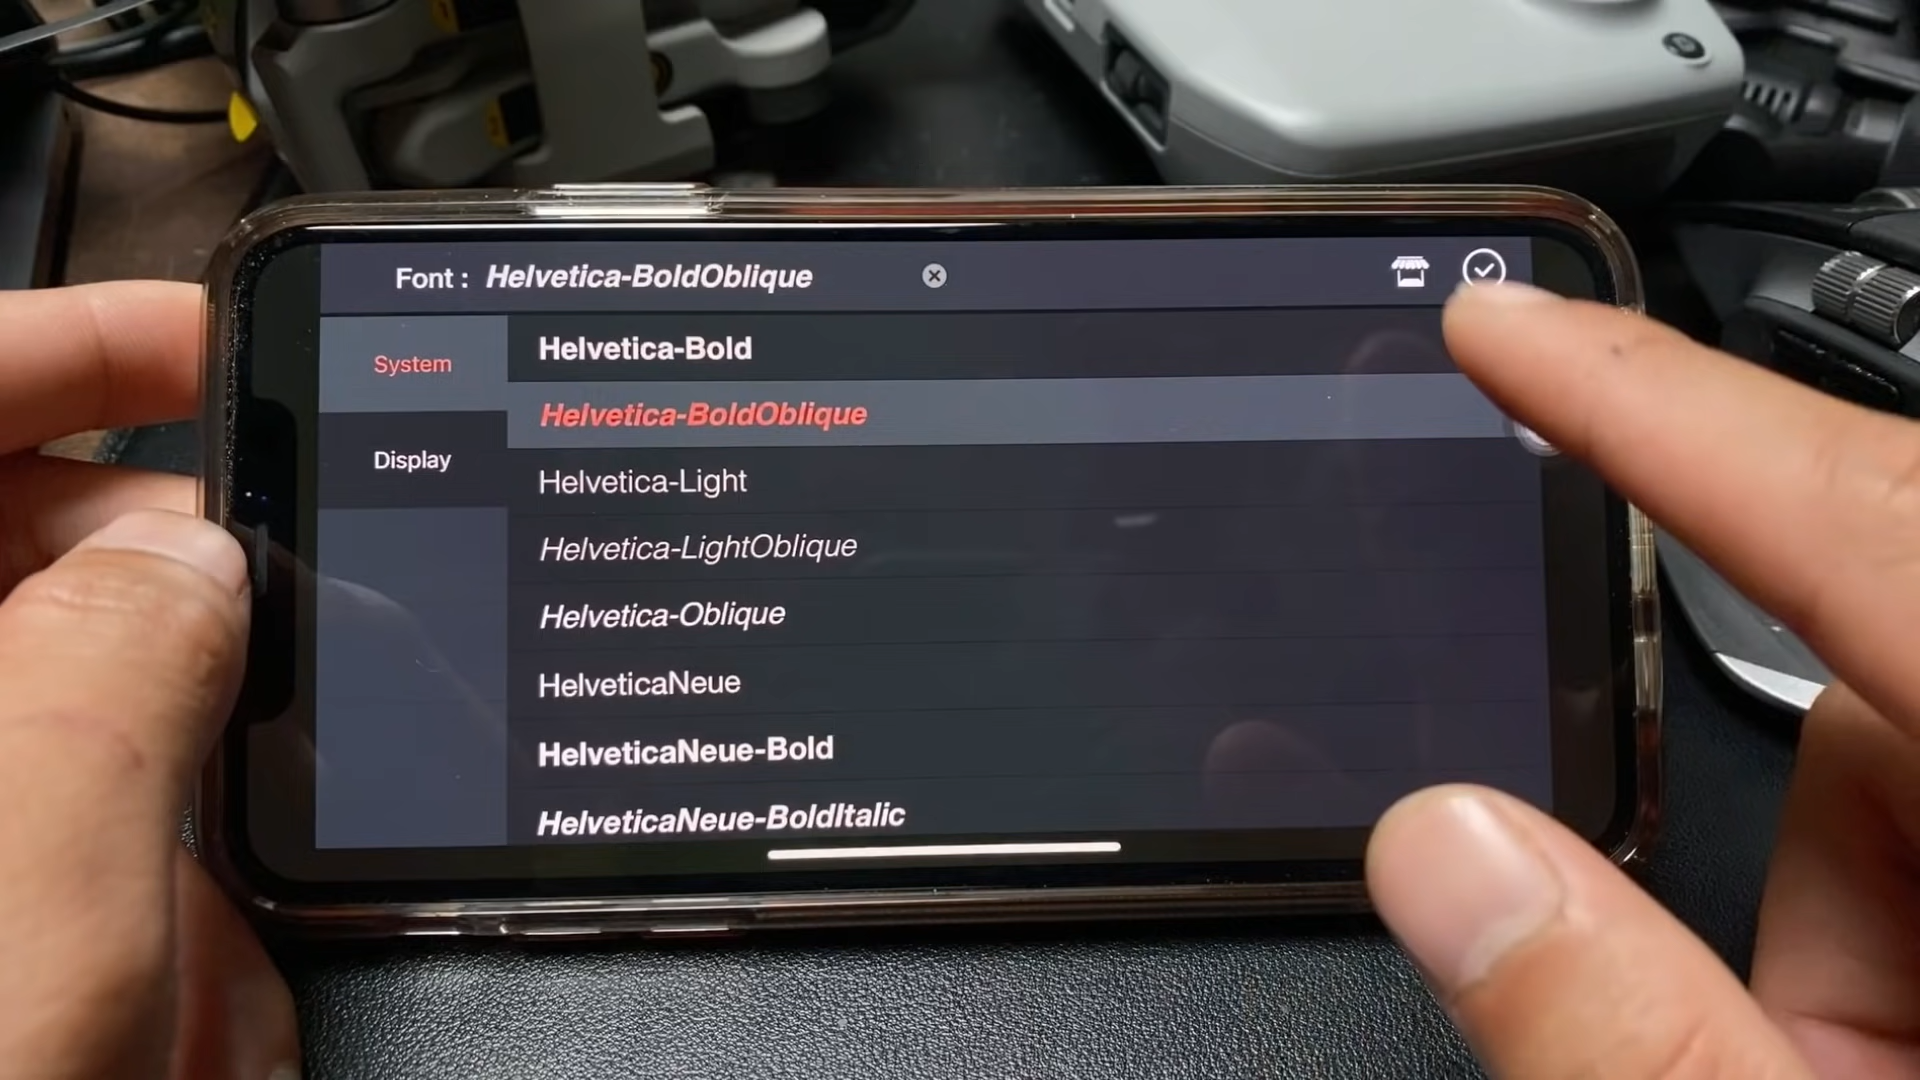 Font : Helvetica-BoldOblique
System
Display
Helvetica-Bold
Helvetica-BoldOblique
Helvetica-Light
Helvetica-LightOblique
Helvetica-Oblique
HelveticaNeue
HelveticaNeue-Bold
HelveticaNeue-BoldItalic